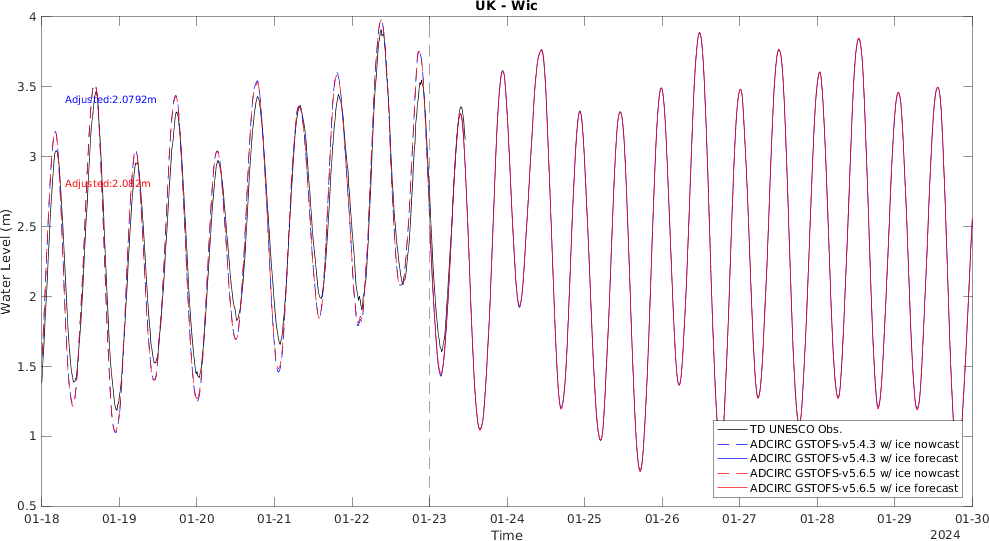 UK - Wic
4
3.5
3
2.5
2
1.5
1
0.5
Water Level (m)
Adjusted:2.0792m
Adjusted:2.082m
TD UNESCO Obs.
ADCIRC GSTOFS-v5.4.3 w/ ice nowcast
ADCIRC GSTOFS-v5.4.3 w/ ice forecast
ADCIRC GSTOFS-v5.6.5 w/ ice nowcast
ADCIRC GSTOFS-v5.6.5 w/ ice forecast
01-18 01-19 01-20 01-21 01-22 01-23 01-24 01-25 01-26 01-27 01-28 01-29 01-30
Time
2024